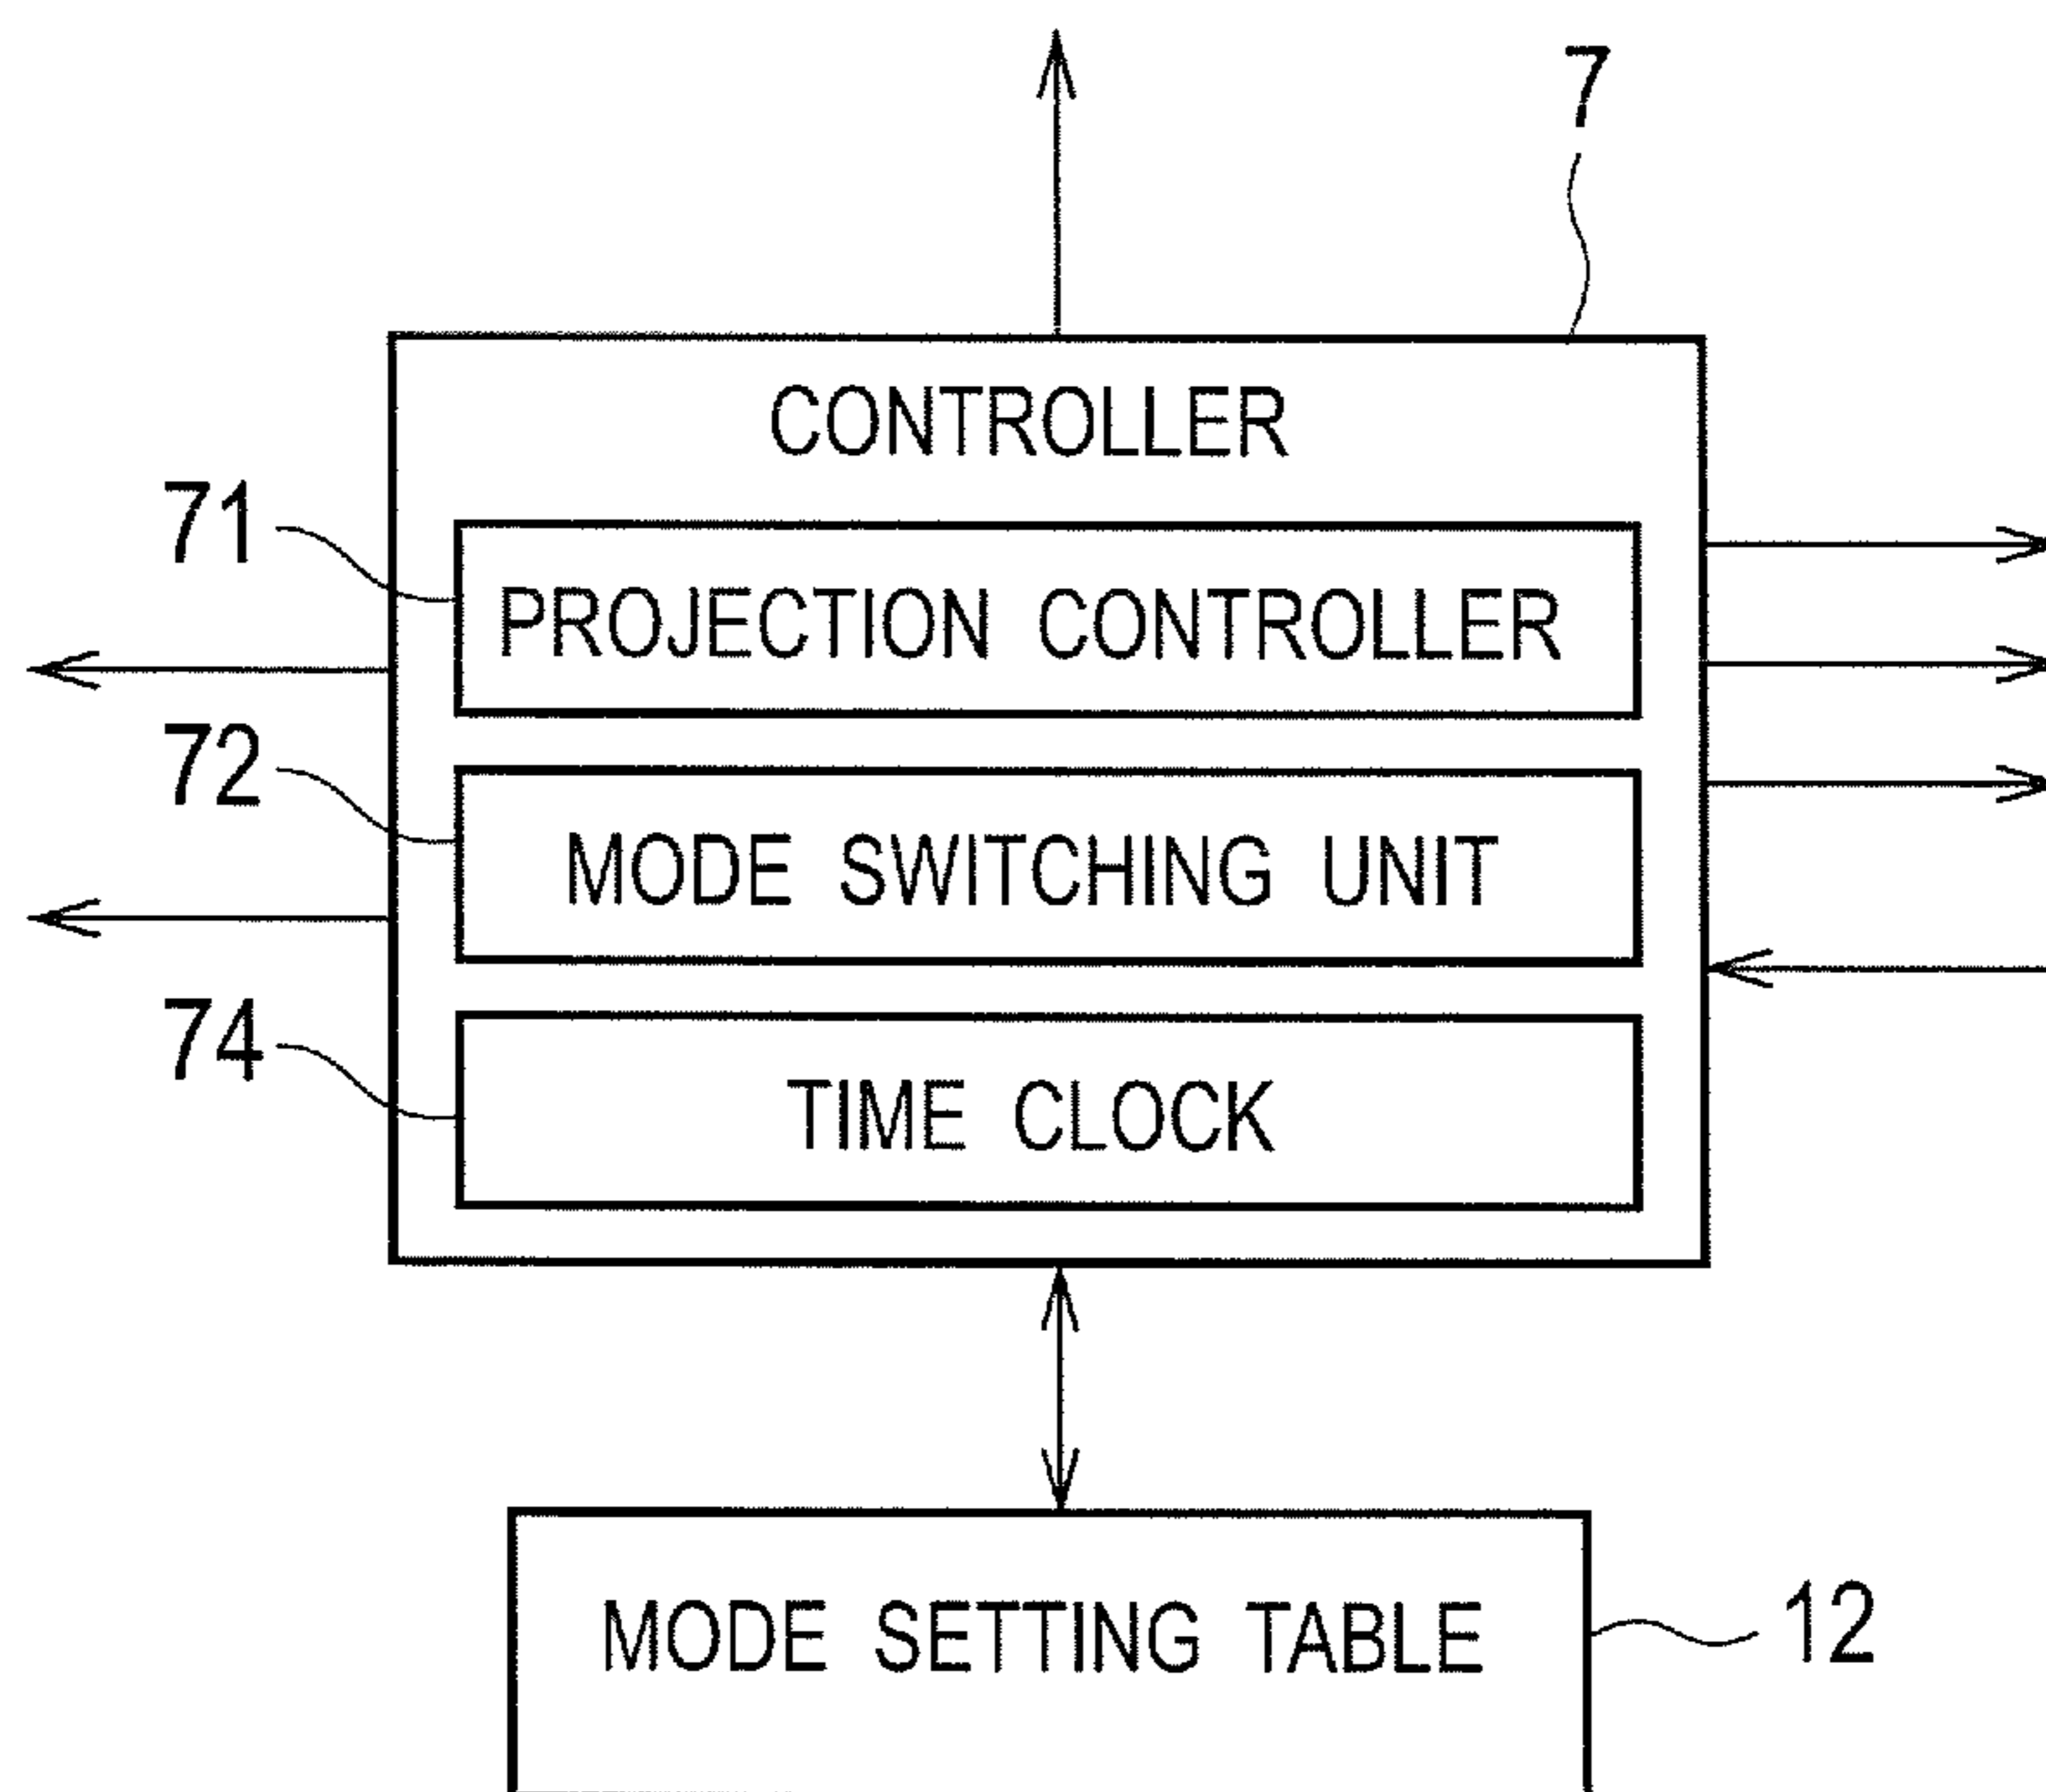 7
CONTROLLER
71
PROJECTION CONTROLLER
72
MODE SWITCHING UNIT
74
TIME CLOCK
MODE SETTING TABLE
12